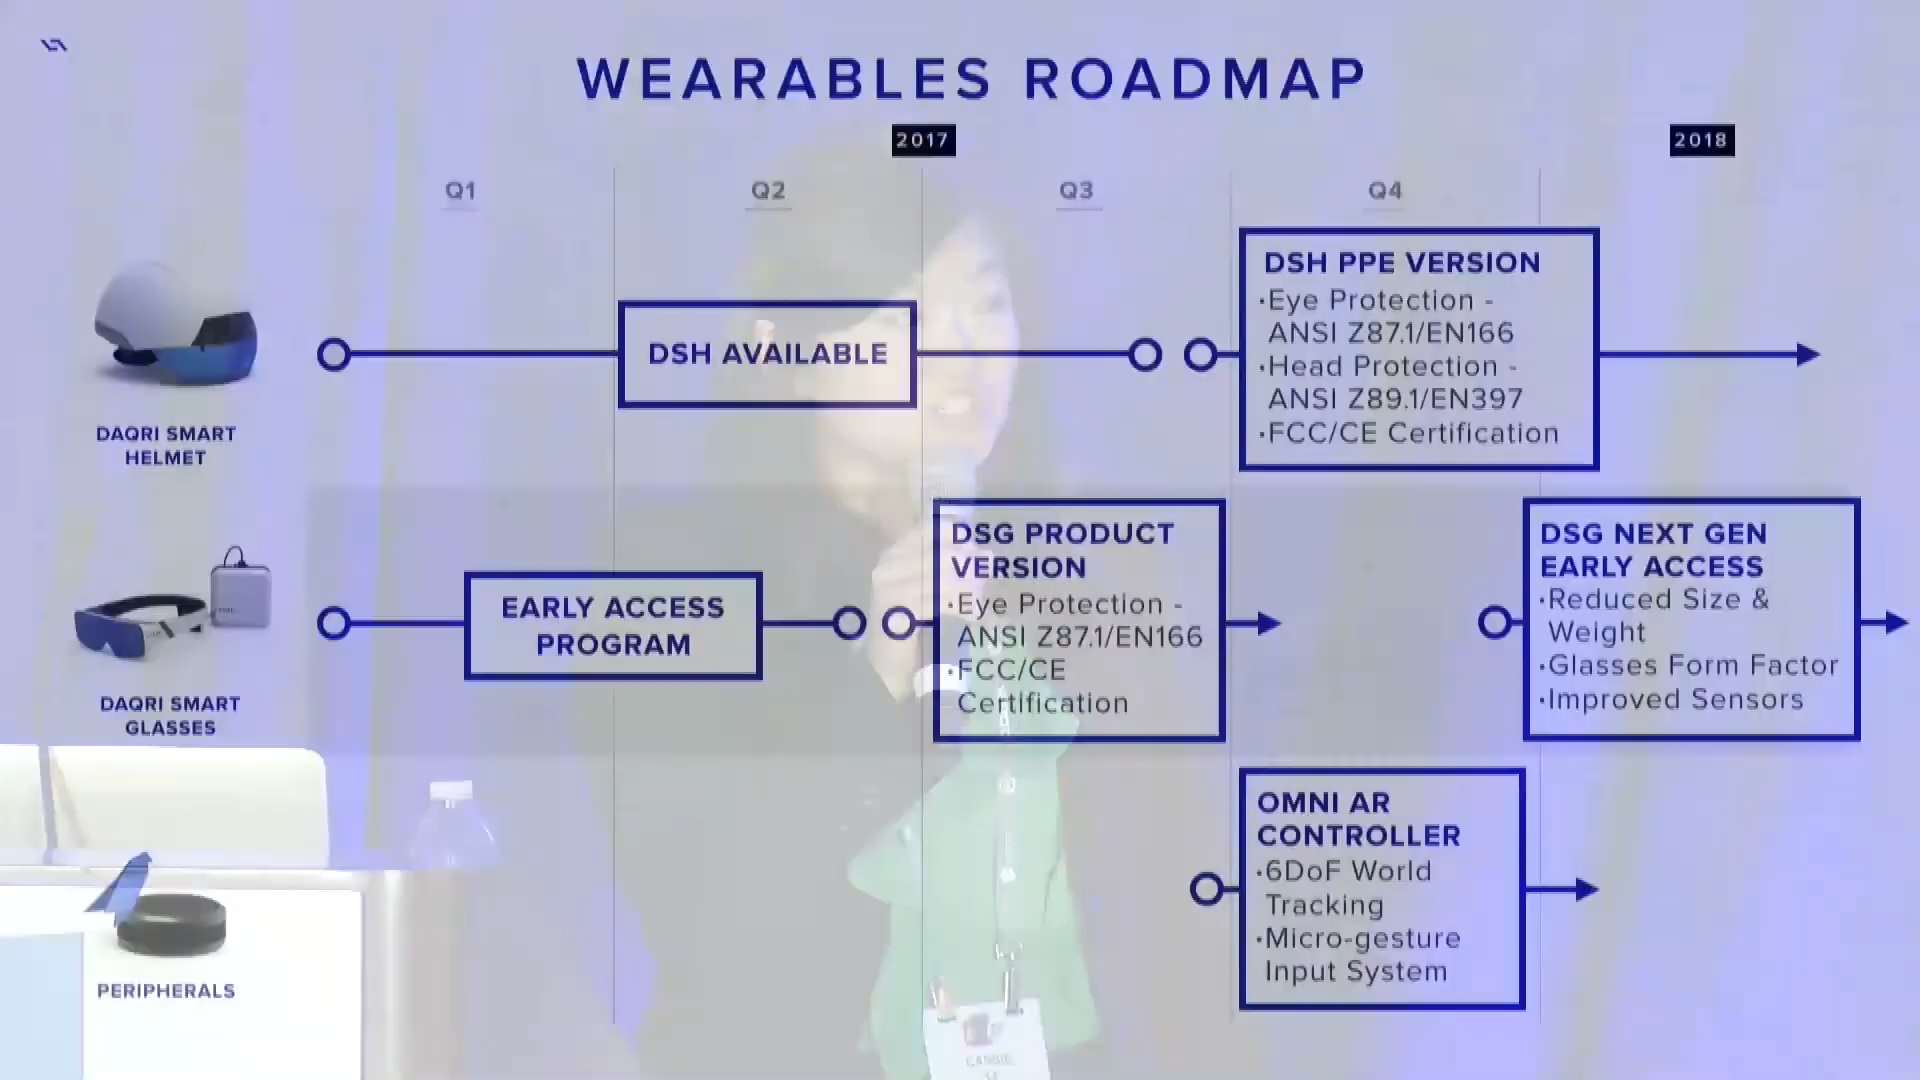 WEARABLES ROADMAP
2017
2018
Q1
Q2
Q3
Q4
DAQRI SMART
HELMET
DSH AVAILABLE
DSH PPE VERSION
·Eye Protection -
ANSI Z87.1/EN166
·Head Protection -
ANSI Z89.1/EN397
·FCC/CE Certification
DAQRI SMART
GLASSES
EARLY ACCESS
PROGRAM
DSG PRODUCT
VERSION
·Eye Protection -
ANSI Z87.1/EN166
·FCC/CE
Certification
DSG NEXT GEN
EARLY ACCESS
·Reduced Size &
Weight
·Glasses Form Factor
·Improved Sensors
PERIPHERALS
OMNI AR
CONTROLLER
·6DoF World
Tracking
·Micro-gesture
Input System